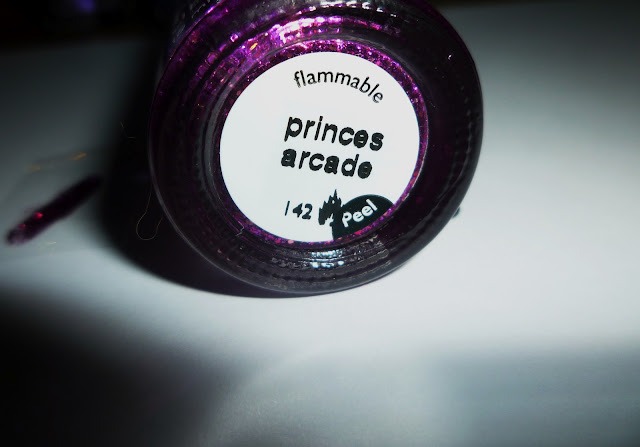 flammable
princes
arcade
142 Peel